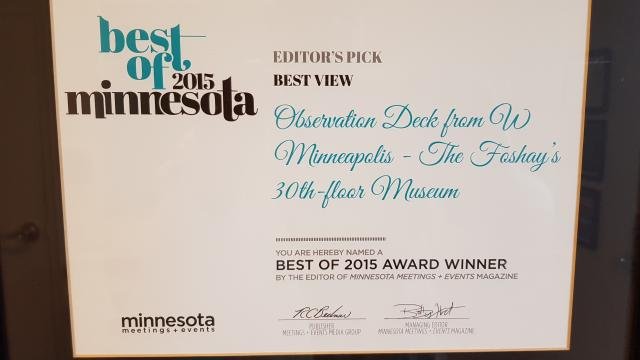 best
of
2015
minnesota
EDITOR'S PICK
BEST VIEW
Observation Deck from W
Minneapolis - The Foshay's
30th-floor Museum
YOU ARE HEREBY NAMED A
BEST OF 2015 AWARD WINNER
BY THE EDITOR OF MINNESOTA MEETINGS + EVENTS MAGAZINE
PUBLISHER
MEETINGS + EVENTS MEDIA GROUP
MANAGING EDITOR
MINNESOTA MEETINGS + EVENTS MAGAZINE
minnesota
meetings + events